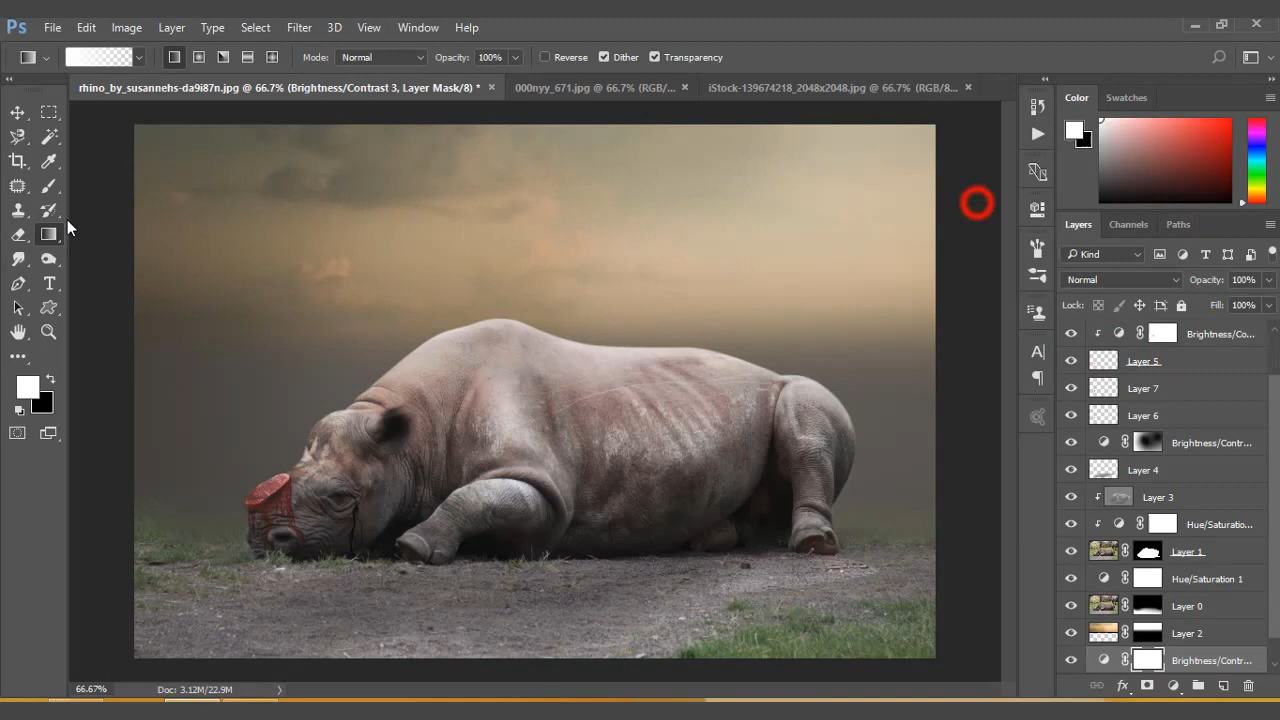 Ps File Edit Image Layer Type Select Filter 3D View Window Help
Mode: Normal Opacity: 100% Reverse Dither Transparency
rhino_by_susannehs-da9i87n.jpg @ 66.7% (Brightness/Contrast 3, Layer Mask/8) * 000nyy_671.jpg @ 66.7% (RGB/... iStock-139674218_2048x2048.jpg @ 66.7% (RGB/8...
Color Swatches
Layers Channels Paths
Kind
Normal Opacity: 100%
Lock: Fill: 100%
Brightness/Co...
Layer 5
Layer 7
Layer 6
Brightness/Contr...
Layer 4
Layer 3
Hue/Saturatio...
Layer 1
Hue/Saturation 1
Layer 0
Layer 2
Brightness/Contr...
66.67% Doc: 3.12M/22.9M